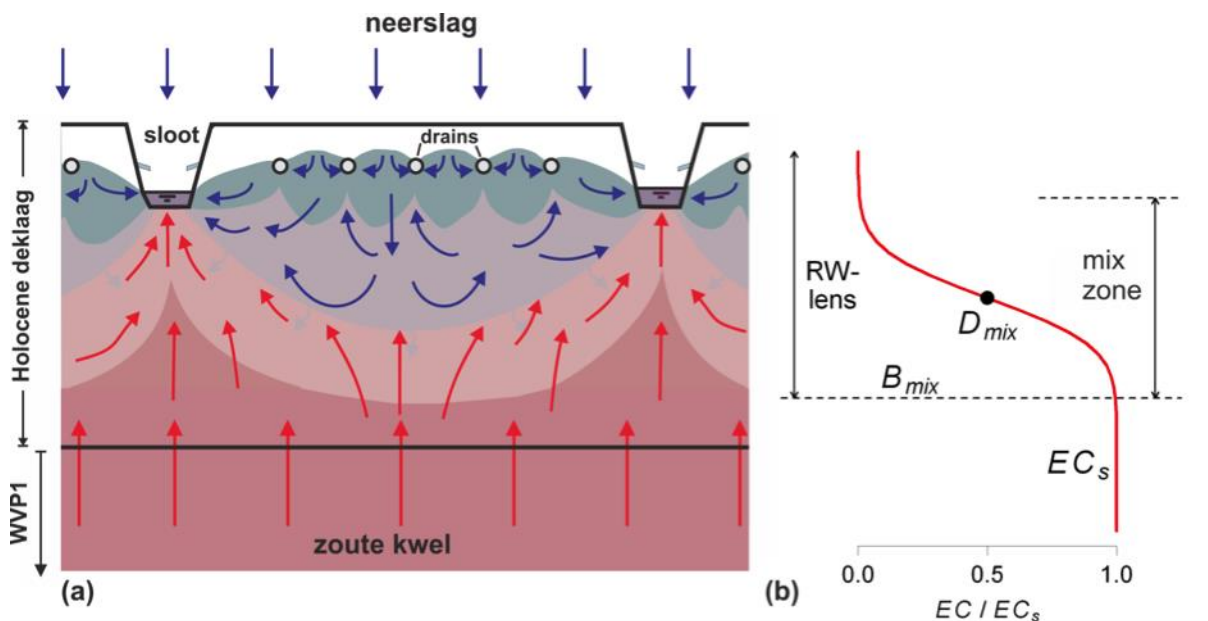 neerslag
sloot
drains
Holocene deklaag
WVP1
zoute kwel
(a)
RW-
lens
mix
zone
D mix
B mix
EC s
0.0 0.5 1.0
EC / EC s
(b)